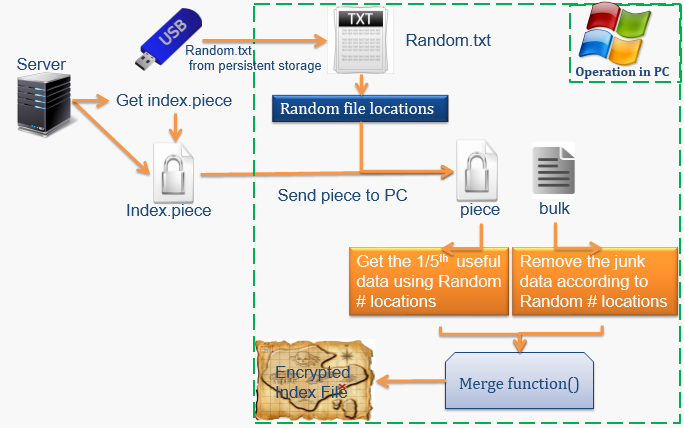 USB
TXT
Random.txt
Random.txt
from persistent storage
Operation in PC
Server
Get index.piece
Random file locations
Index.piece
Send piece to PC
piece
bulk
Get the 1/5th useful
data using Random
# locations
Remove the junk
data according to
Random # locations
Encrypted
Index File
Merge function()